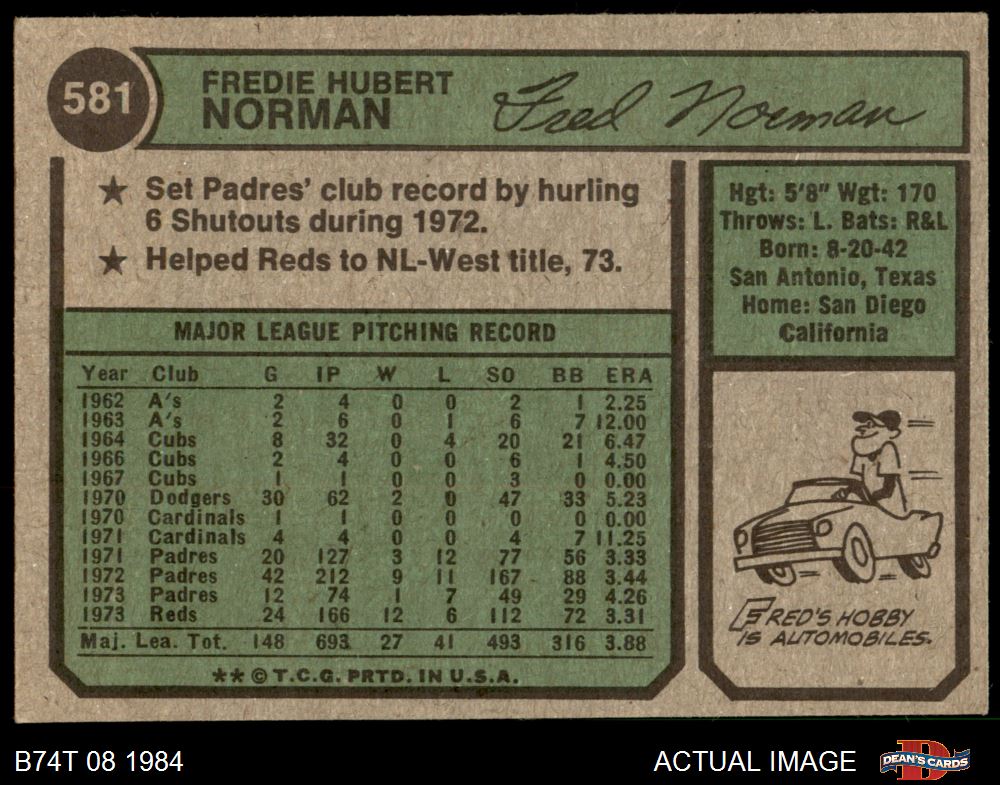 581
FREDIE HUBERT
NORMAN
Fred Norman
★ Set Padres' club record by hurling
6 Shutouts during 1972.
★ Helped Reds to NL-West title, 73.
Hgt: 5'8" Wgt: 170
Throws: L. Bats: R&L
Born: 8-20-42
San Antonio, Texas
Home: San Diego
California
MAJOR LEAGUE PITCHING RECORD
Year Club G IP W L SO BB ERA
1962 A's 2 4 0 0 2 1 2.25
1963 A's 2 6 0 1 6 7 12.00
1964 Cubs 8 32 0 4 20 21 6.47
1966 Cubs 2 4 0 0 6 1 4.50
1967 Cubs 1 1 0 0 3 0 0.00
1970 Dodgers 30 62 2 0 47 33 5.23
1970 Cardinals 1 1 0 0 0 0 0.00
1971 Cardinals 4 4 0 0 4 7 11.25
1971 Padres 20 127 3 12 77 56 3.33
1972 Padres 42 212 9 11 167 88 3.44
1973 Padres 12 74 1 7 49 29 4.26
1973 Reds 24 166 12 6 112 72 3.31
Maj. Lea. Tot. 148 693 27 41 493 316 3.88
** © T.C.G. PRTD. IN U.S.A.
FRED'S HOBBY
IS AUTOMOBILES.
B74T 08 1984
ACTUAL IMAGE
D
DEAN'S CARDS